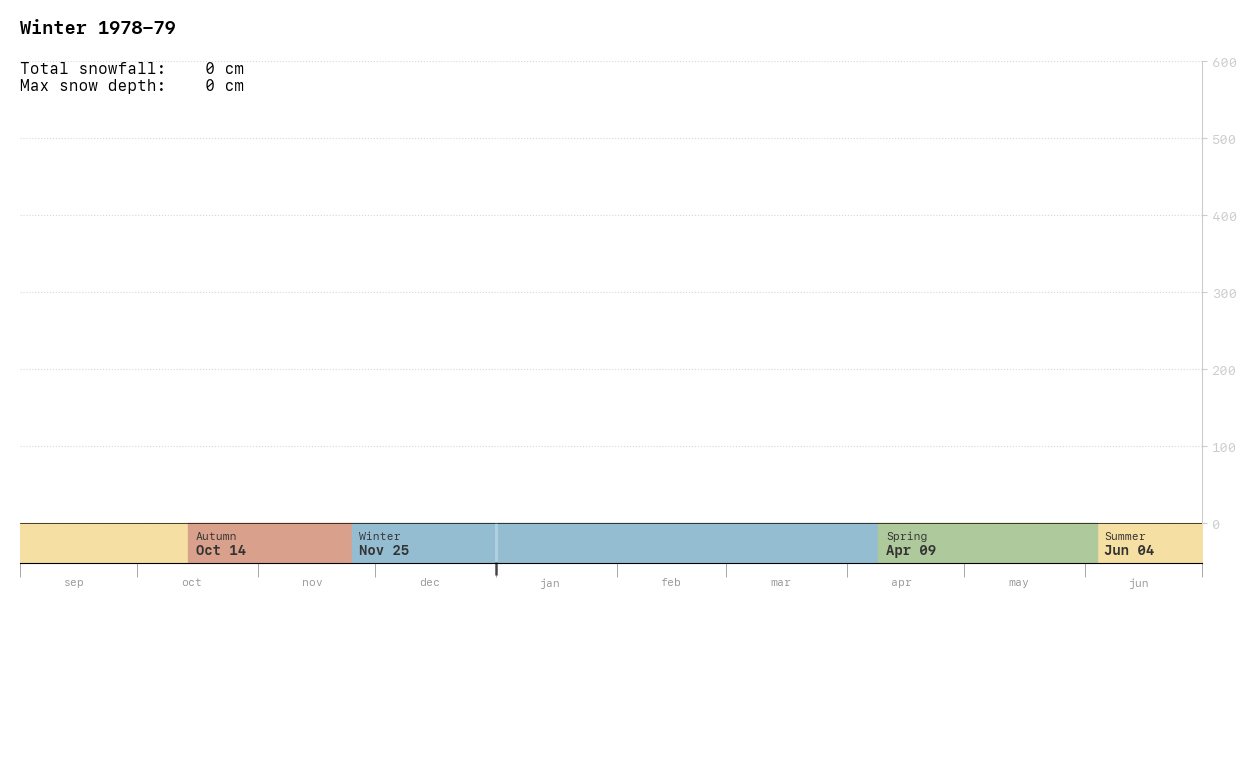 Winter 1978–79
Total snowfall: 0 cm
Max snow depth: 0 cm
600
500
400
300
200
100
0
Autumn
Oct 14
Winter
Nov 25
Spring
Apr 09
Summer
Jun 04
sep oct nov dec jan feb mar apr may jun